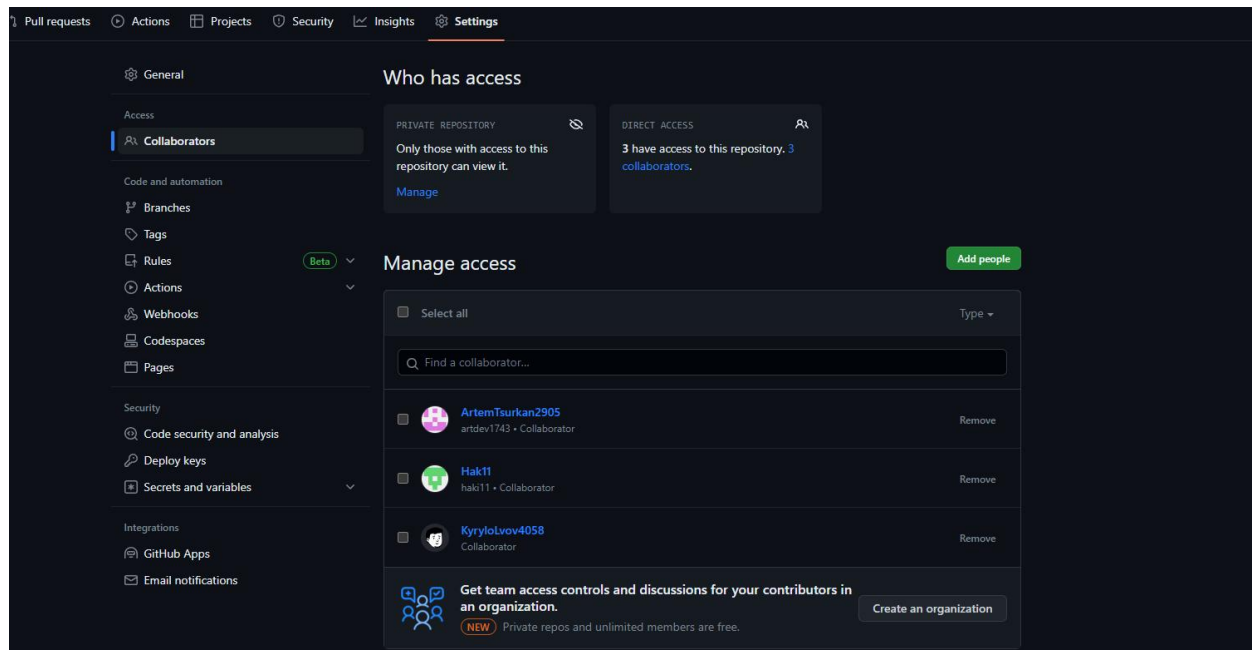 Pull requests Actions Projects Security Insights Settings
General
Access
Collaborators
Code and automation
Branches
Tags
Rules Beta
Actions
Webhooks
Codespaces
Pages
Security
Code security and analysis
Deploy keys
Secrets and variables
Integrations
GitHub Apps
Email notifications
Who has access
PRIVATE REPOSITORY
Only those with access to this
repository can view it.
Manage
DIRECT ACCESS
3 have access to this repository. 3
collaborators.
Manage access
Add people
Select all
Type
Find a collaborator...
ArtemTsurkan2905
artdev1743 • Collaborator
Remove
Hak11
haki11 • Collaborator
Remove
KyryloLvov4058
Collaborator
Remove
Get team access controls and discussions for your contributors in
an organization.
NEW Private repos and unlimited members are free.
Create an organization